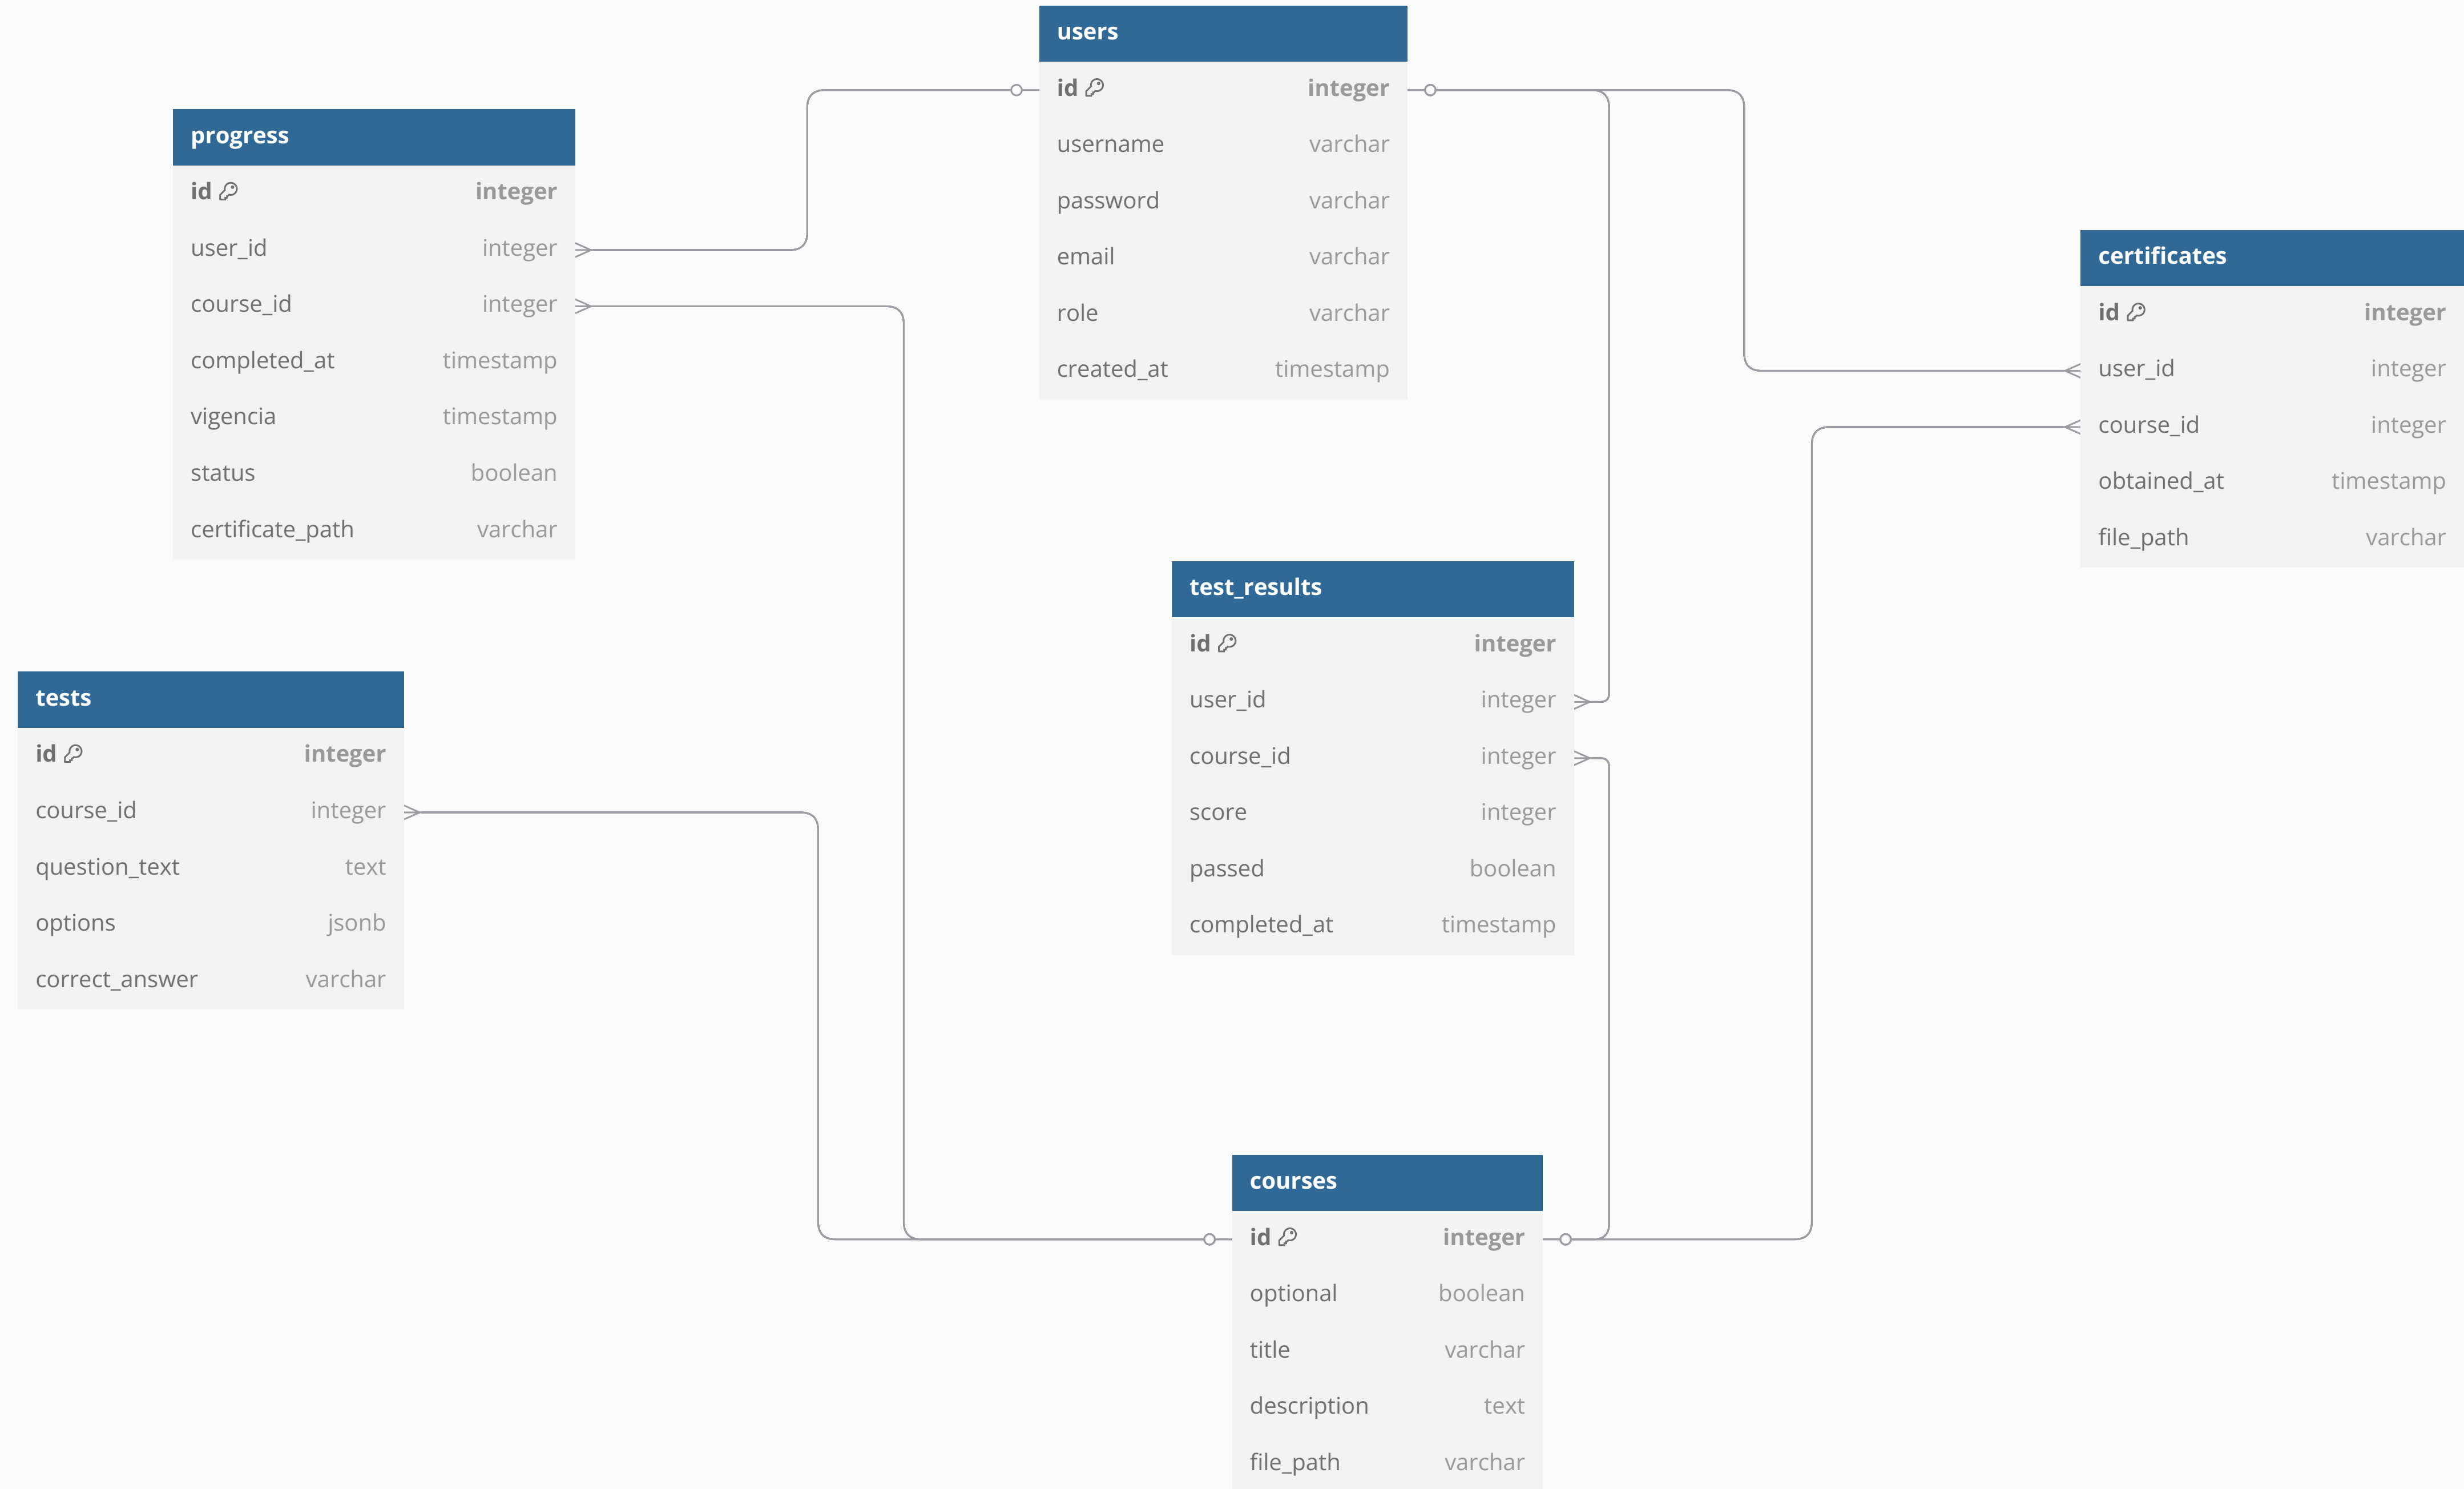 users
id integer
username varchar
password varchar
email varchar
role varchar
created_at timestamp
progress
id integer
user_id integer
course_id integer
completed_at timestamp
vigencia timestamp
status boolean
certificate_path varchar
certificates
id integer
user_id integer
course_id integer
obtained_at timestamp
file_path varchar
test_results
id integer
user_id integer
course_id integer
score integer
passed boolean
completed_at timestamp
tests
id integer
course_id integer
question_text text
options jsonb
correct_answer varchar
courses
id integer
optional boolean
title varchar
description text
file_path varchar